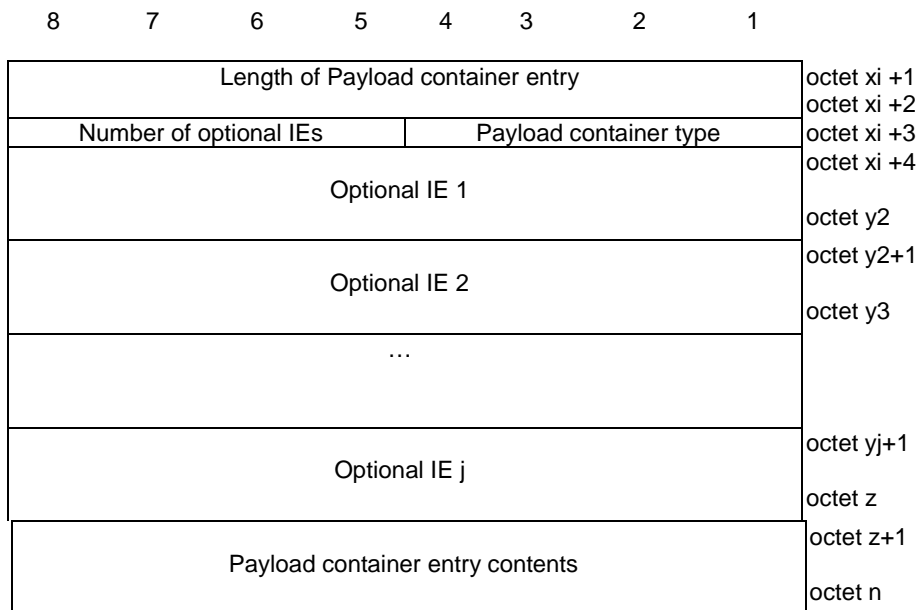 8 7 6 5 4 3 2 1
Length of Payload container entry
octet xi +1
octet xi +2
Number of optional IEs Payload container type octet xi +3
octet xi +4
Optional IE 1
octet y2
octet y2+1
Optional IE 2
octet y3
…
octet yj+1
Optional IE j
octet z
octet z+1
Payload container entry contents
octet n